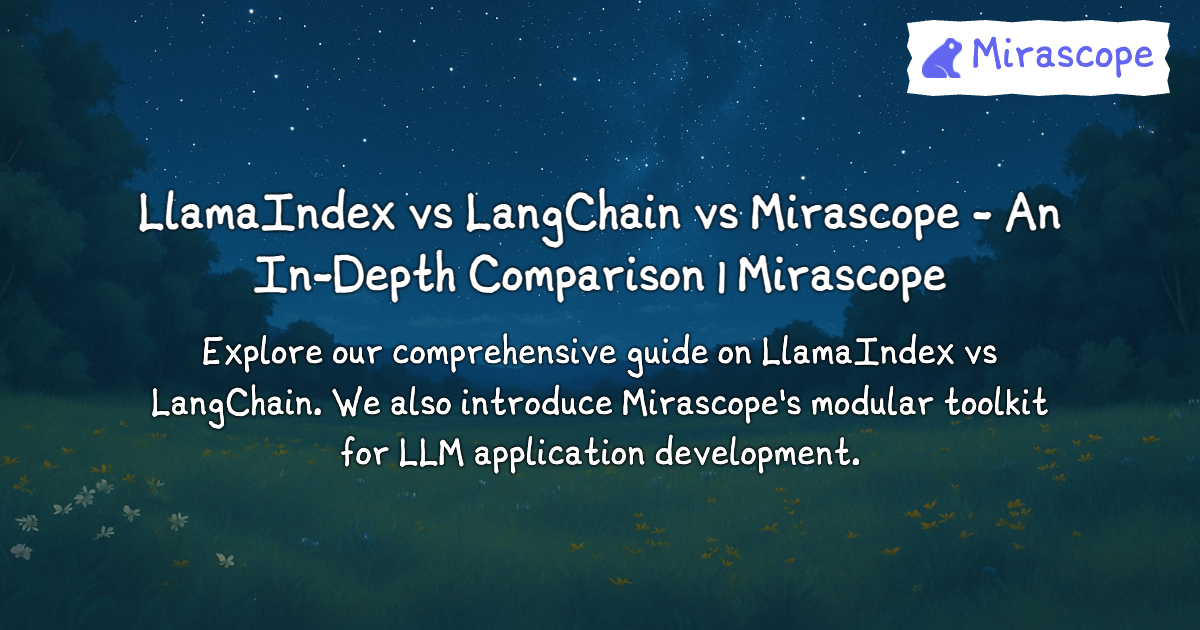 Mirascope
LlamaIndex vs LangChain vs Mirascope - An
In-Depth Comparison | Mirascope
Explore our comprehensive guide on LlamaIndex vs
LangChain. We also introduce Mirascope's modular toolkit
for LLM application development.